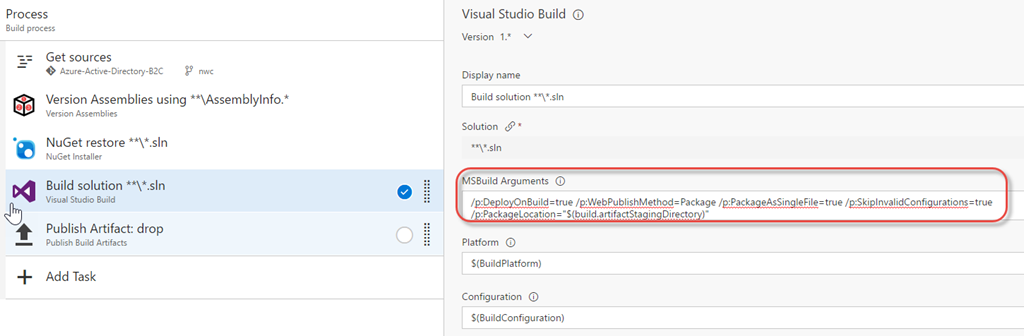 Process
Build process
Get sources
Azure-Active-Directory-B2C nwc
Version Assemblies using **\AssemblyInfo.*
Version Assemblies
NuGet restore **\*.sln
NuGet Installer
Build solution **\*.sln
Visual Studio Build
Publish Artifact: drop
Publish Build Artifacts
Add Task
Visual Studio Build
Version 1.*
Display name
Build solution **\*.sln
Solution *
**\*.sln
MSBuild Arguments
/p:DeployOnBuild=true /p:WebPublishMethod=Package /p:PackageAsSingleFile=true /p:SkipInvalidConfigurations=true
/p:PackageLocation="$(build.artifactStagingDirectory)"
Platform
$(BuildPlatform)
Configuration
$(BuildConfiguration)